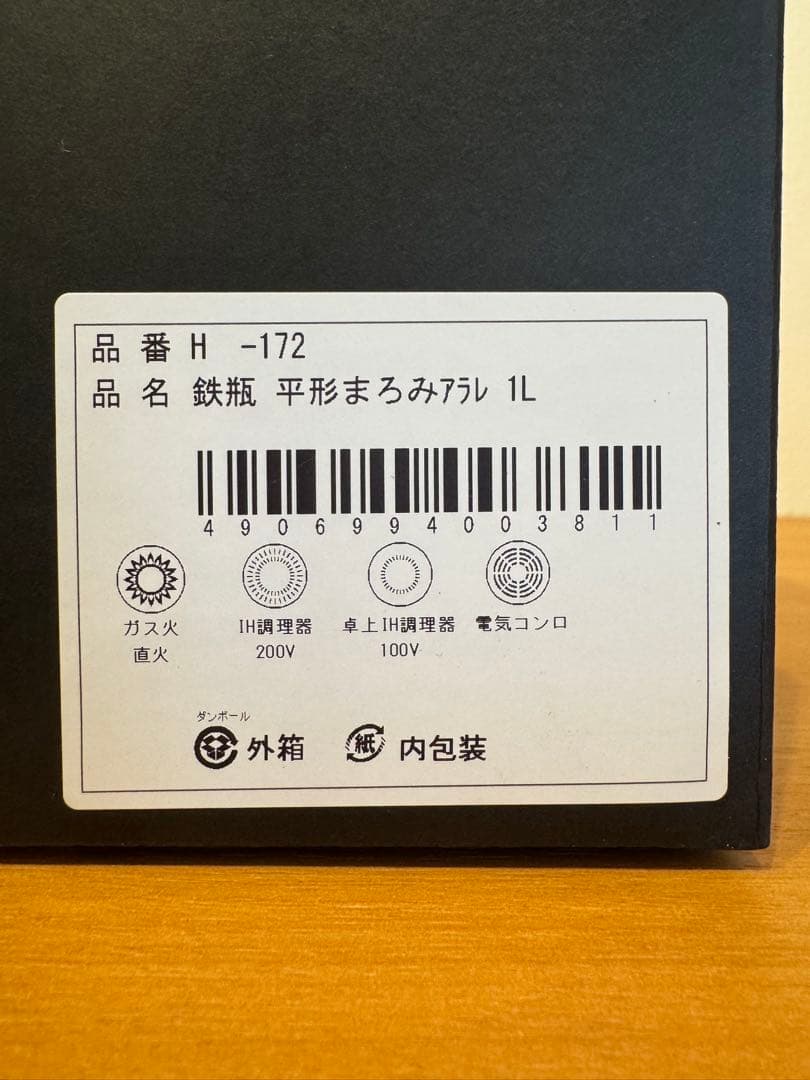 品 番 H -172
品 名 鉄瓶 平形まろみｱﾗﾚ 1L
4906994003811
ガス火 IH調理器 卓上IH調理器 電気コンロ
直火 200V 100V
ダンボール
外箱 紙 内包装